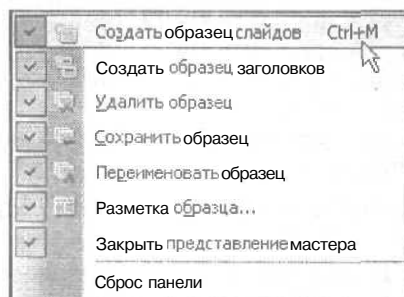 Создать образец слайдов Ctrl+M
Создать образец заголовков
Удалить образец
Сохранить образец
Переименовать образец
Разметка образца...
Закрыть представление мастера
Сброс панели